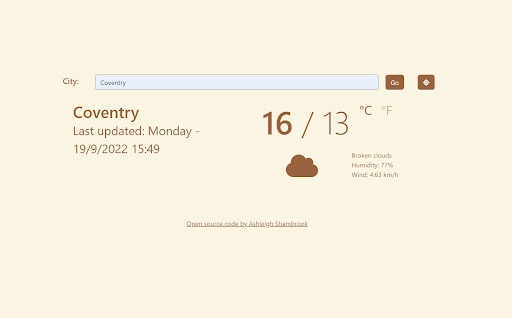 City:
Coventry
Go
Coventry
Last updated: Monday -
19/9/2022 15:49
16 / 13
°C °F
Broken clouds
Humidity: 77%
Wind: 4.63 km/h
Open source code by Ashleigh Shambrook